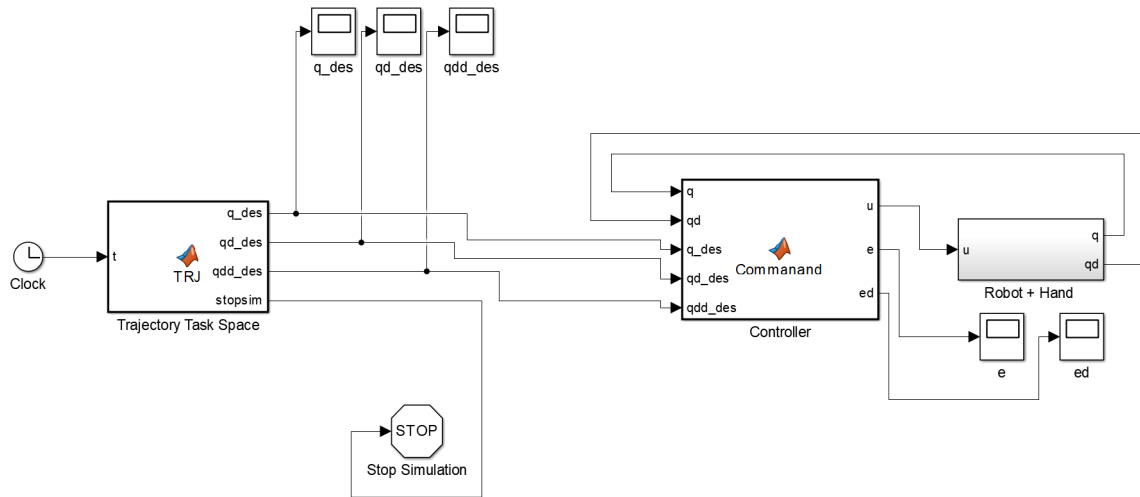 q_des
qd_des
qdd_des
Clock
t
TRJ
q_des
qd_des
qdd_des
stopsim
Trajectory Task Space
STOP
Stop Simulation
q
qd
q_des
qd_des
qdd_des
Commanand
u
e
ed
Controller
u
q
qd
Robot + Hand
e
ed